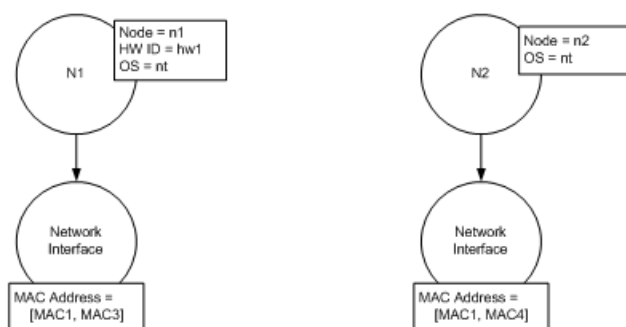 Node = n1
HW ID = hw1
OS = nt
N1
Network
Interface
MAC Address =
[MAC1, MAC3]
Node = n2
OS = nt
N2
Network
Interface
MAC Address =
[MAC1, MAC4]